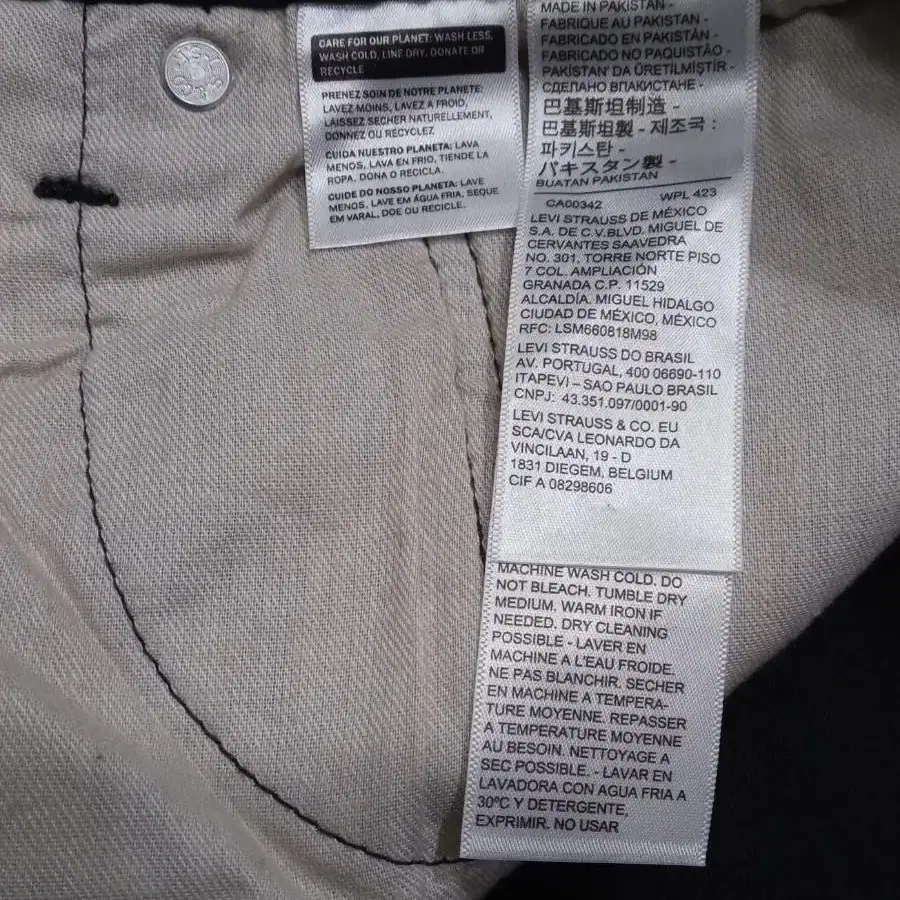 CARE FOR OUR PLANET: WASH LESS,
WASH COLD, LINE DRY, DONATE OR
RECYCLE
PRENEZ SOIN DE NOTRE PLANETE:
LAVEZ MOINS, LAVEZ A FROID,
LAISSEZ SECHER NATURELLEMENT,
DONNEZ OU RECYCLEZ
CUIDA NUESTRO PLANETA: LAVA
MENOS, LAVA EN FRIO, TIENDE LA
ROPA, DONA O RECICLA.
CUIDE DO NOSSO PLANETA: LAVE
MENOS, LAVE EM ÁGUA FRIA, SEQUE
EM VARAL, DOE OU RECICLE.
MADE IN PAKISTAN -
FABRIQUE AU PAKISTAN -
FABRICADO EN PAKISTÁN -
FABRICADO NO PAQUISTÃO -
PAKISTAN' DA ÜRETILMIŞTIR -
СДЕЛАНО ВПАКИСТАНЕ -
巴基斯坦制造 -
巴基斯坦製 - 제조국 :
파키스탄 -
パキスタン製 -
BUATAN PAKISTAN
CA00342 WPL 423
LEVI STRAUSS DE MÉXICO
S.A. DE C.V.BLVD. MIGUEL DE
CERVANTES SAAVEDRA
NO. 301, TORRE NORTE PISO
7 COL. AMPLIACIÓN
GRANADA C.P. 11529
ALCALDÍA. MIGUEL HIDALGO
CIUDAD DE MÉXICO, MÉXICO
RFC: LSM660818M98
LEVI STRAUSS DO BRASIL
AV. PORTUGAL, 400 06690-110
ITAPEVI – SAO PAULO BRASIL
CNPJ: 43.351.097/0001-90
LEVI STRAUSS & CO. EU
SCA/CVA LEONARDO DA
VINCILAAN, 19 - D
1831 DIEGEM, BELGIUM
CIF A 08298606
MACHINE WASH COLD. DO
NOT BLEACH. TUMBLE DRY
MEDIUM. WARM IRON IF
NEEDED. DRY CLEANING
POSSIBLE - LAVER EN
MACHINE A L'EAU FROIDE.
NE PAS BLANCHIR. SECHER
EN MACHINE A TEMPERA-
TURE MOYENNE. REPASSER
A TEMPERATURE MOYENNE
AU BESOIN. NETTOYAGE A
SEC POSSIBLE. - LAVAR EN
LAVADORA CON AGUA FRIA A
30ºC Y DETERGENTE,
EXPRIMIR. NO USAR